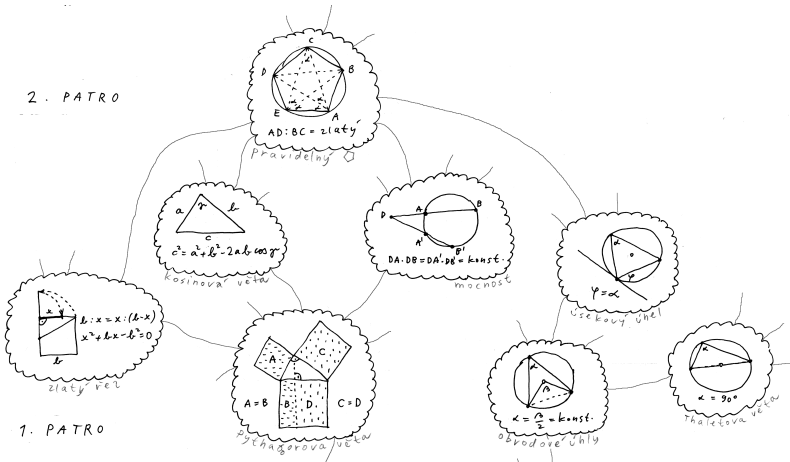 2. PATRO
C
D
B
α
E
α
α
A
AD:BC = zlatý
pravidelný ⬠
a
γ
b
c
c² = a² + b² - 2ab cos γ
kosinová věta
D
A
B
A'
B'
DA·DB = DA'·DB' = konst.
mocnost
α
φ
φ = α
úsekový úhel
x
b
b : x = x : (b-x)
x² + bx - b² = 0
zlatý řez
A
C
B
D
A = B
C = D
Pythagorova věta
α
β
α = β/2 = konst.
obvodové úhly
α
α = 90°
Thaletova věta
1. PATRO